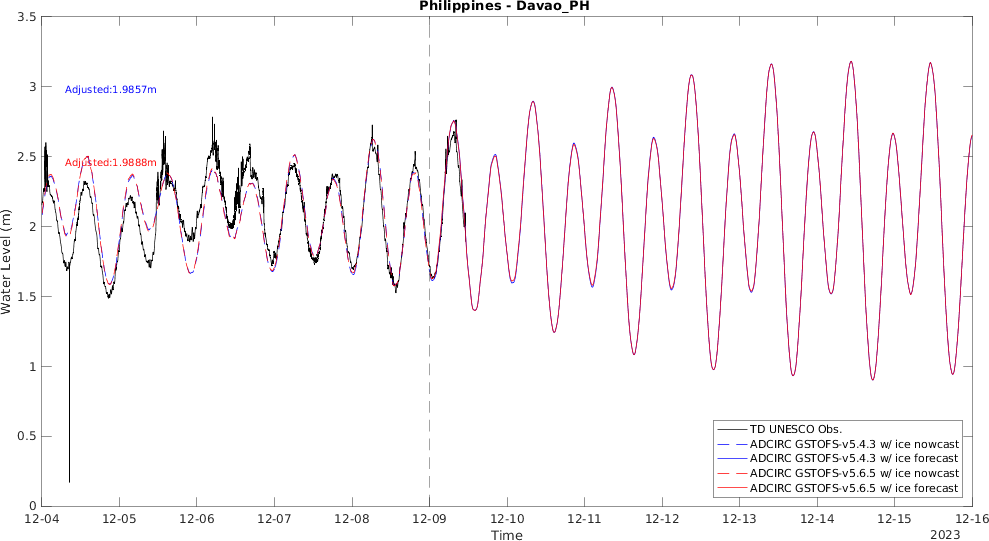 Philippines - Davao_PH
3.5
3
2.5
2
1.5
1
0.5
0
Water Level (m)
Adjusted:1.9857m
Adjusted:1.9888m
TD UNESCO Obs.
ADCIRC GSTOFS-v5.4.3 w/ ice nowcast
ADCIRC GSTOFS-v5.4.3 w/ ice forecast
ADCIRC GSTOFS-v5.6.5 w/ ice nowcast
ADCIRC GSTOFS-v5.6.5 w/ ice forecast
12-04 12-05 12-06 12-07 12-08 12-09 12-10 12-11 12-12 12-13 12-14 12-15 12-16
Time
2023